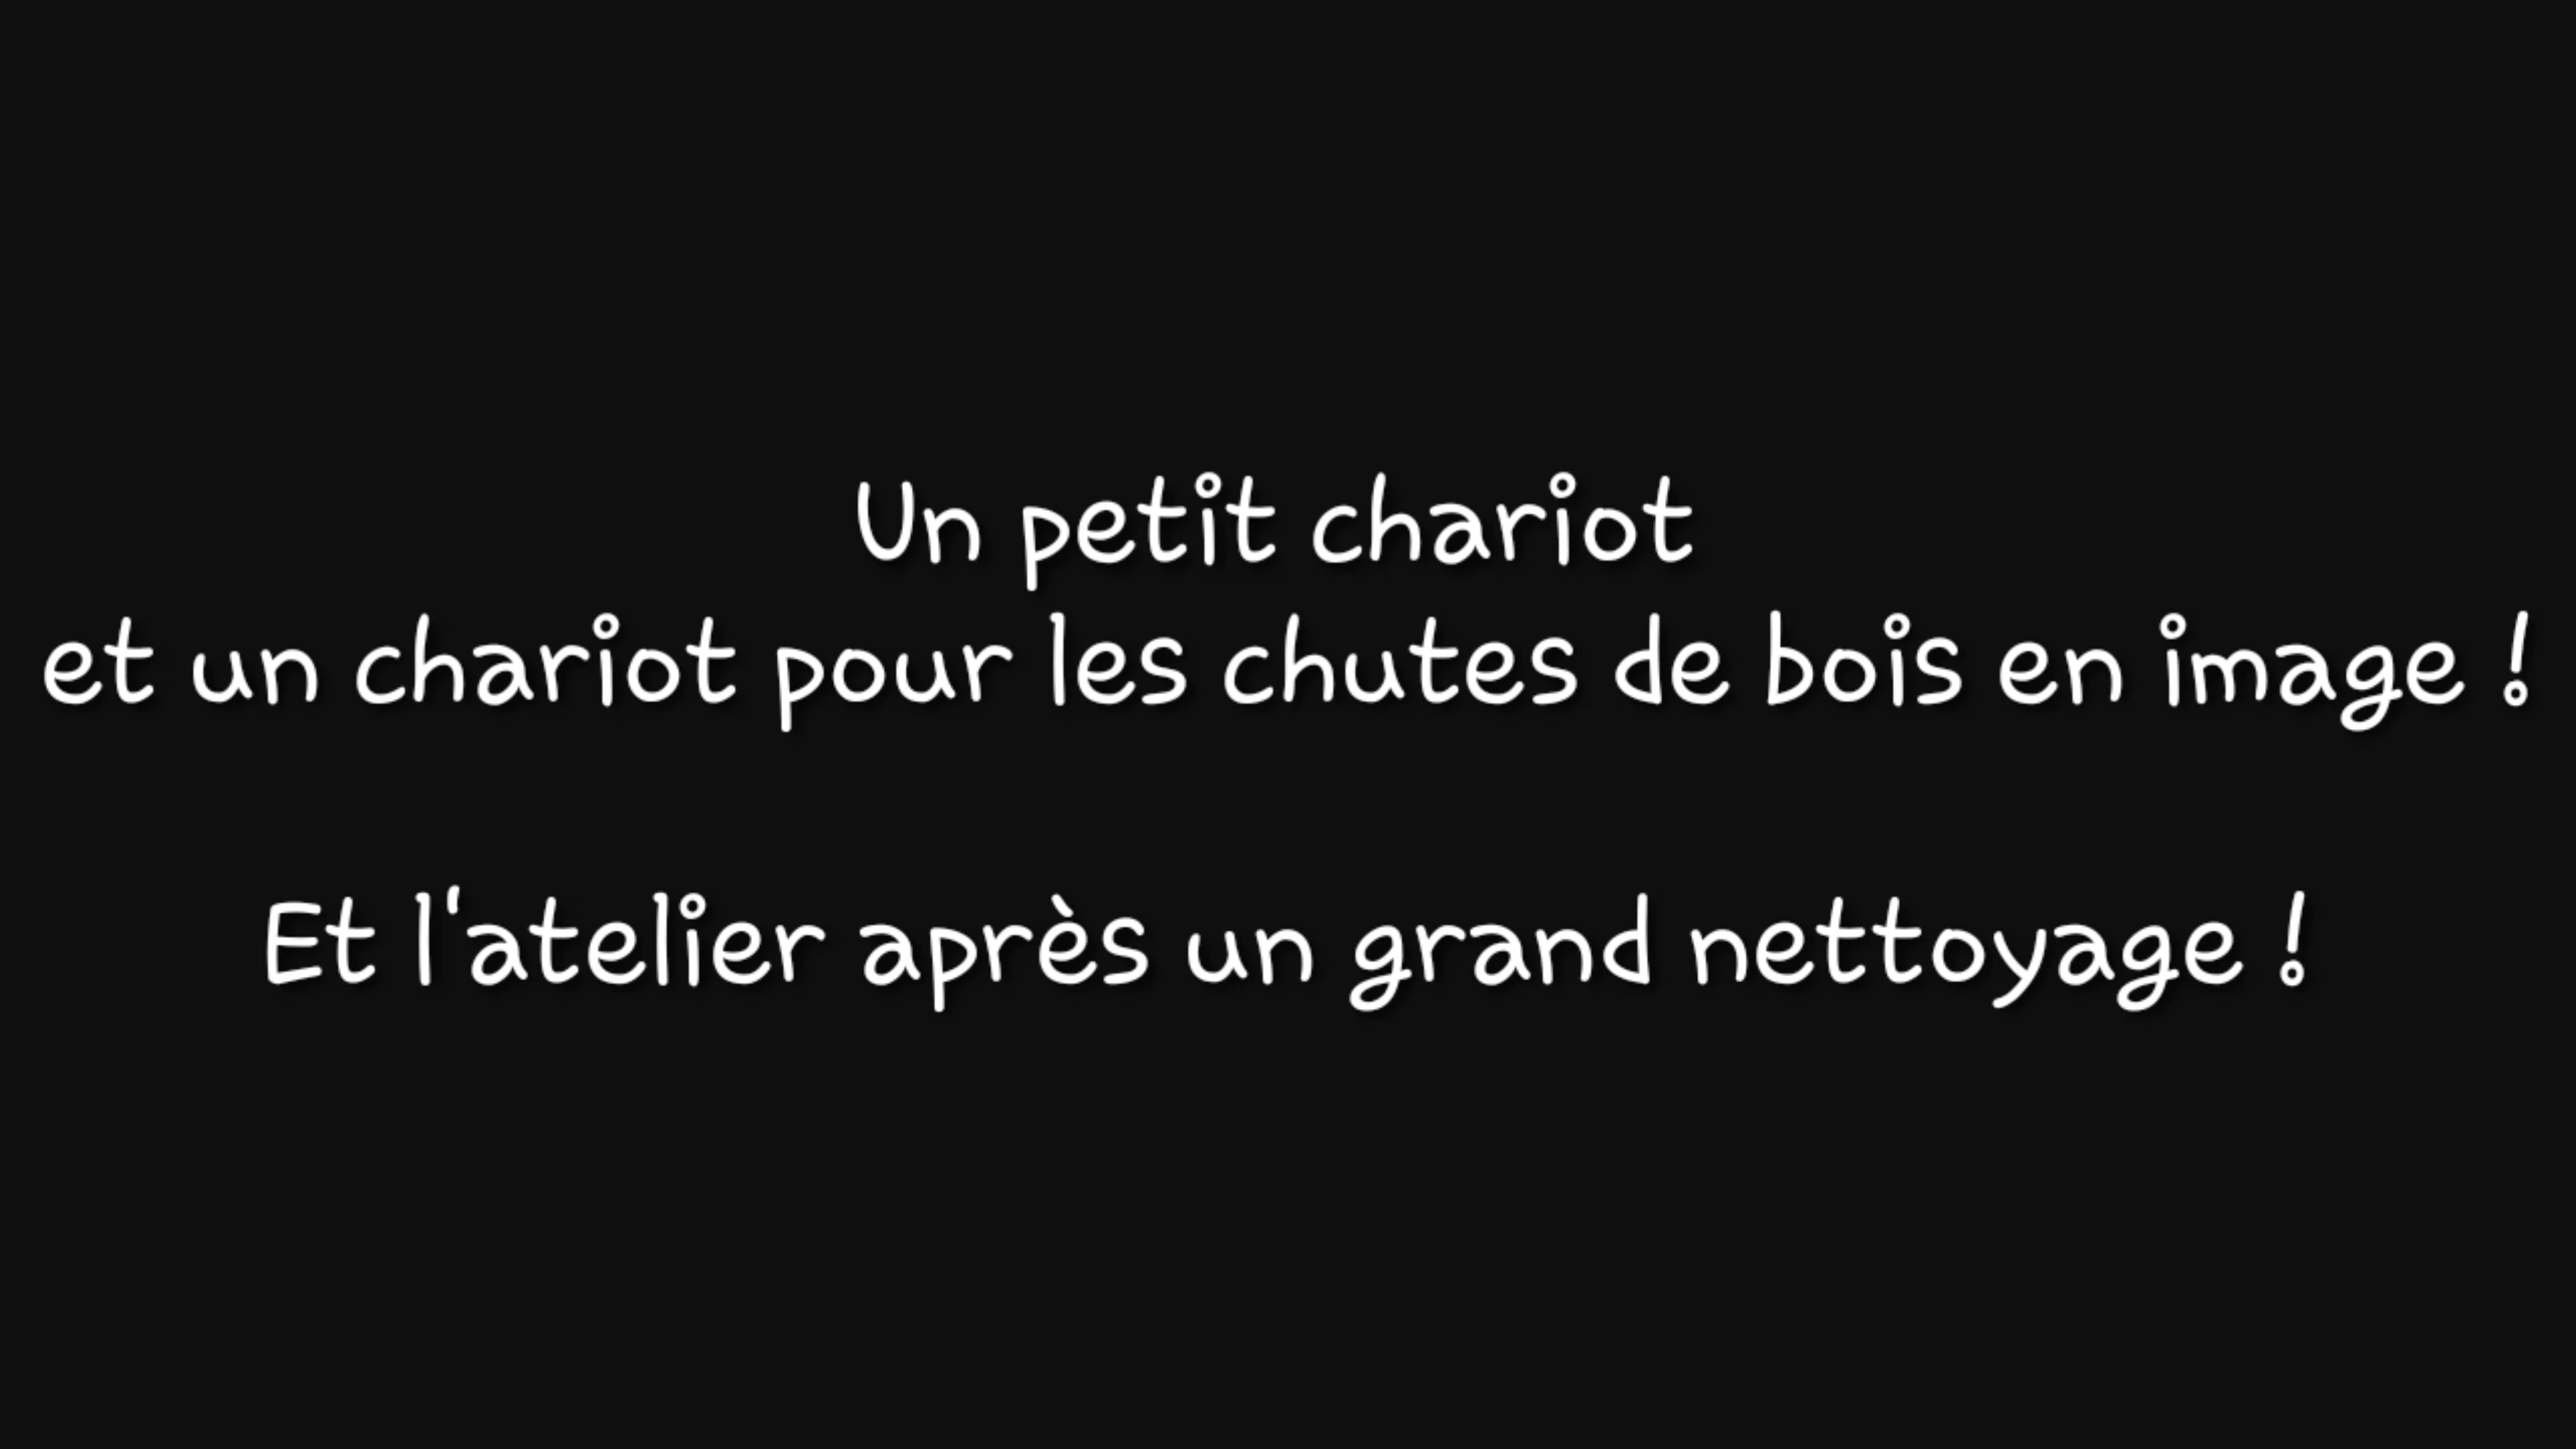 Un petit chariot
et un chariot pour les chutes de bois en image !
Et l'atelier après un grand nettoyage !